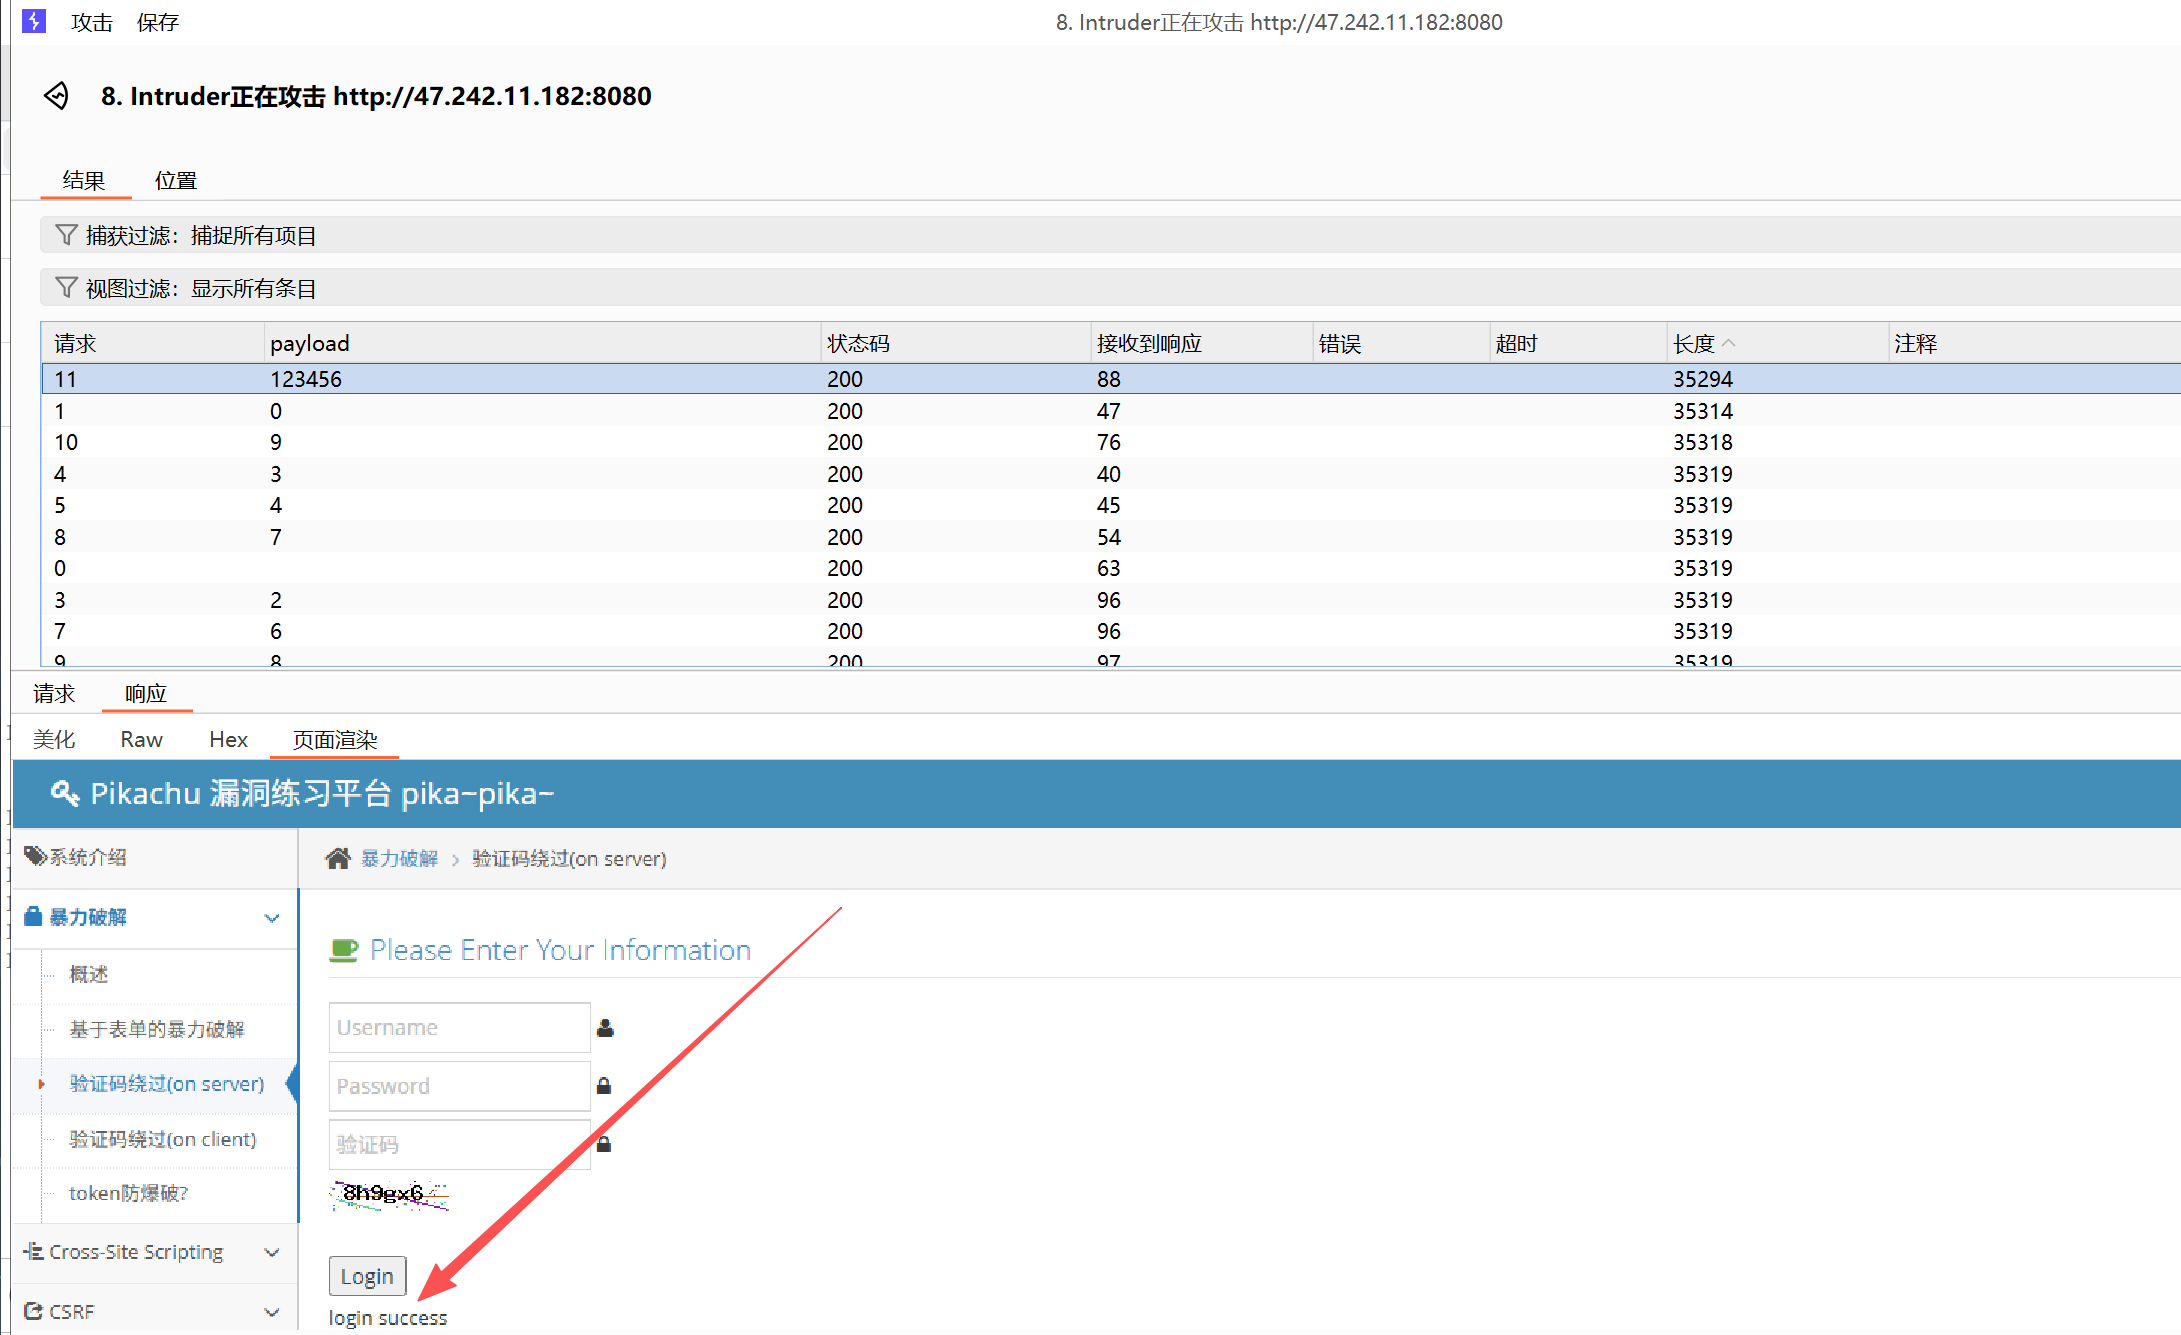 攻击 保存 8. Intruder正在攻击 http://47.242.11.182:8080
8. Intruder正在攻击 http://47.242.11.182:8080
结果 位置
捕获过滤：捕捉所有项目
视图过滤：显示所有条目
请求 payload 状态码 接收到响应 错误 超时 长度 注释
11 123456 200 88 35294
1 0 200 47 35314
10 9 200 76 35318
4 3 200 40 35319
5 4 200 45 35319
8 7 200 54 35319
0 200 63 35319
3 2 200 96 35319
7 6 200 96 35319
9 8 200 97 35319
请求 响应
美化 Raw Hex 页面渲染
Pikachu 漏洞练习平台 pika~pika~
系统介绍
暴力破解 › 验证码绕过(on server)
暴力破解
概述
基于表单的暴力破解
验证码绕过(on server)
验证码绕过(on client)
token防爆破?
Cross-Site Scripting
CSRF
Please Enter Your Information
Username
Password
验证码
8h9gx6
Login
login success